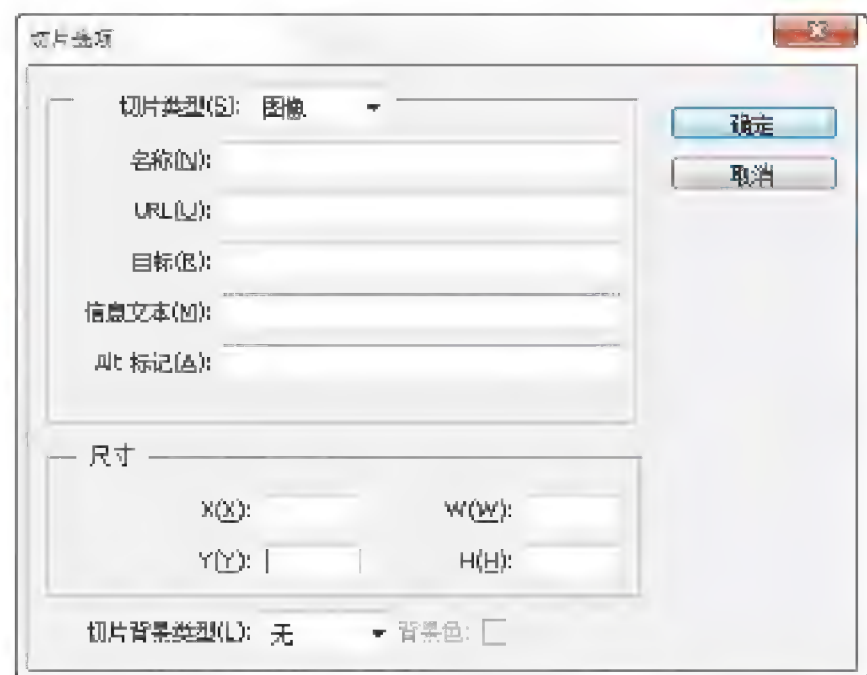 切片选项
切片类型(S): 图像
确定
名称(N):
取消
URL(U):
目标(R):
信息文本(M):
Alt 标记(A):
尺寸
X(X): W(W):
Y(Y): H(H):
切片背景类型(L): 无 背景色: